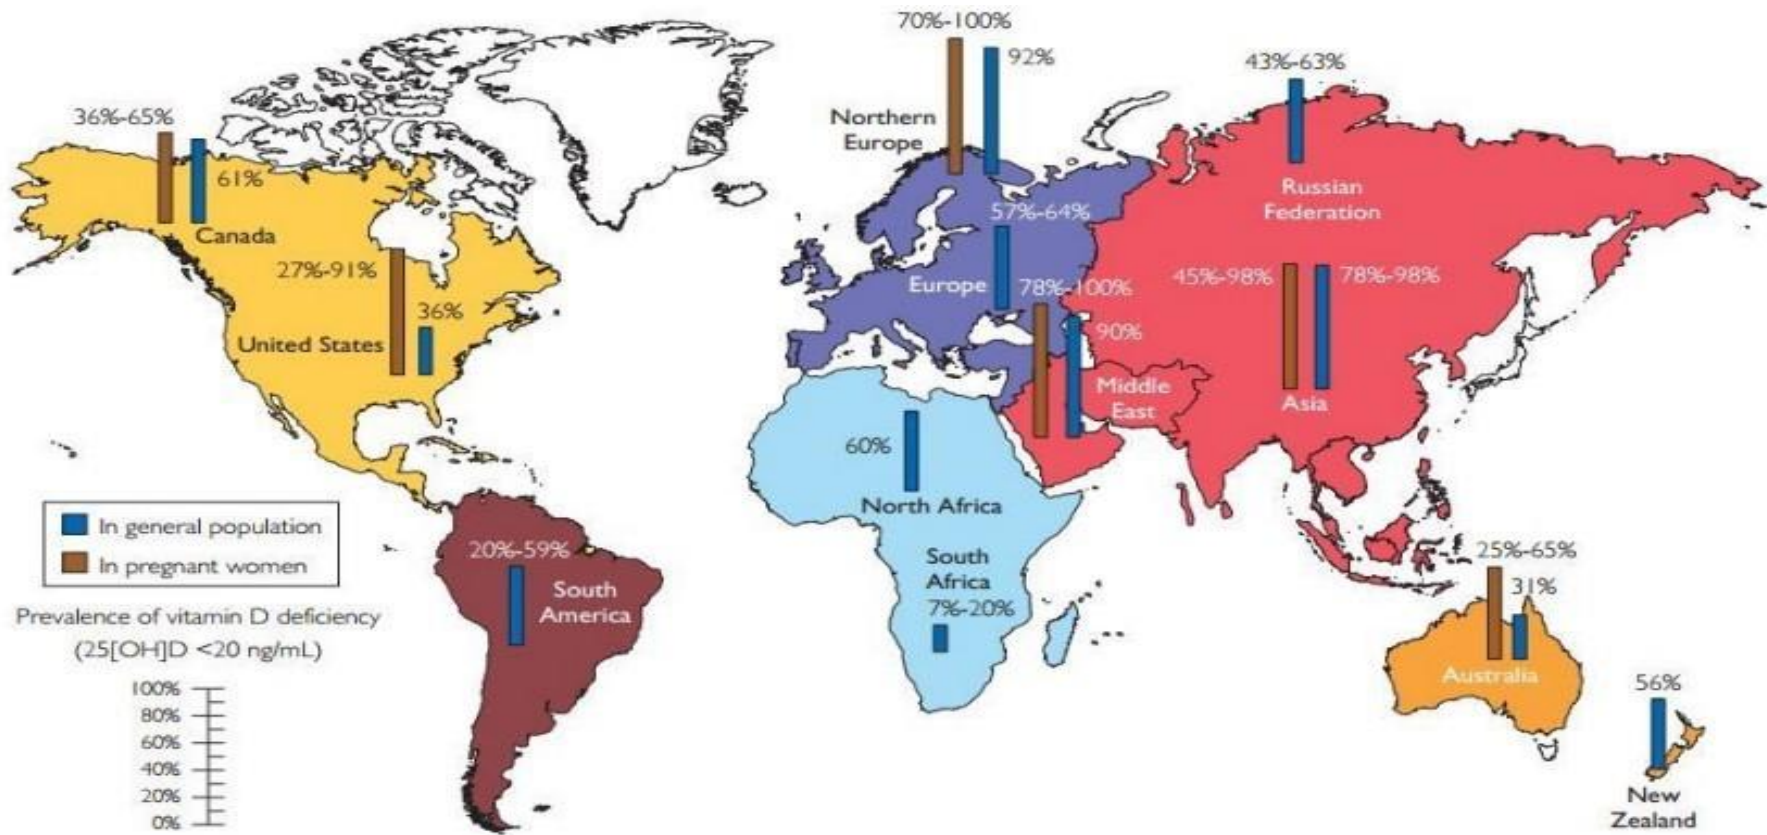 70%-100%
92%
Northern
Europe
43%-63%
36%-65%
61%
Canada
Russian
Federation
57%-64%
27%-91%
36%
United States
Europe
78%-100%
90%
45%-98%
78%-98%
Middle
East
Asia
60%
North Africa
In general population
In pregnant women
Prevalence of vitamin D deficiency
(25[OH]D <20 ng/mL)
100%
80%
60%
40%
20%
0%
20%-59%
South
America
South
Africa
7%-20%
25%-65%
31%
Australia
56%
New
Zealand